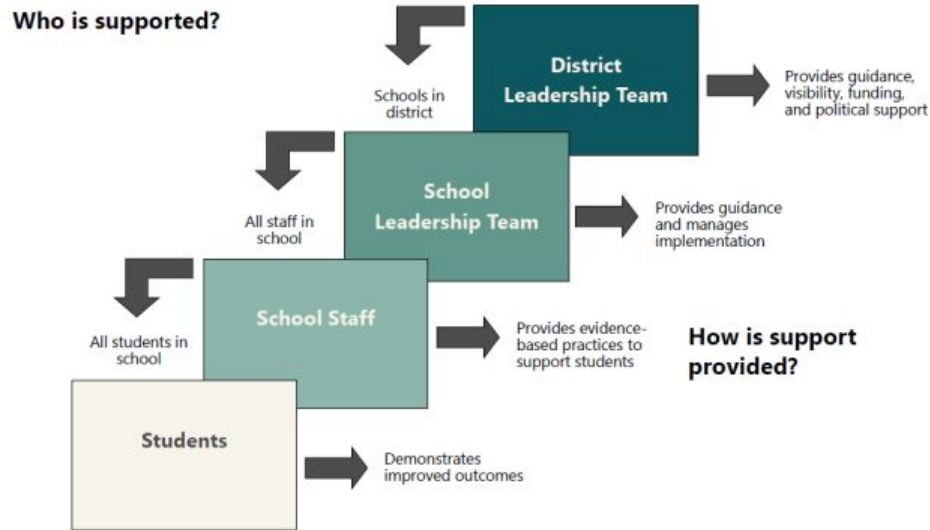 Who is supported?
District
Leadership Team
Provides guidance,
visibility, funding,
and political support
Schools in
district
School
Leadership Team
Provides guidance
and manages
implementation
All staff in
school
School Staff
Provides evidence-
based practices to
support students
How is support
provided?
All students in
school
Students
Demonstrates
improved outcomes